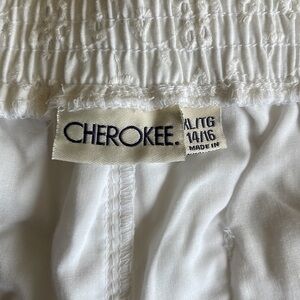 CHEROKEE.
XL/TG
14/16
MADE IN